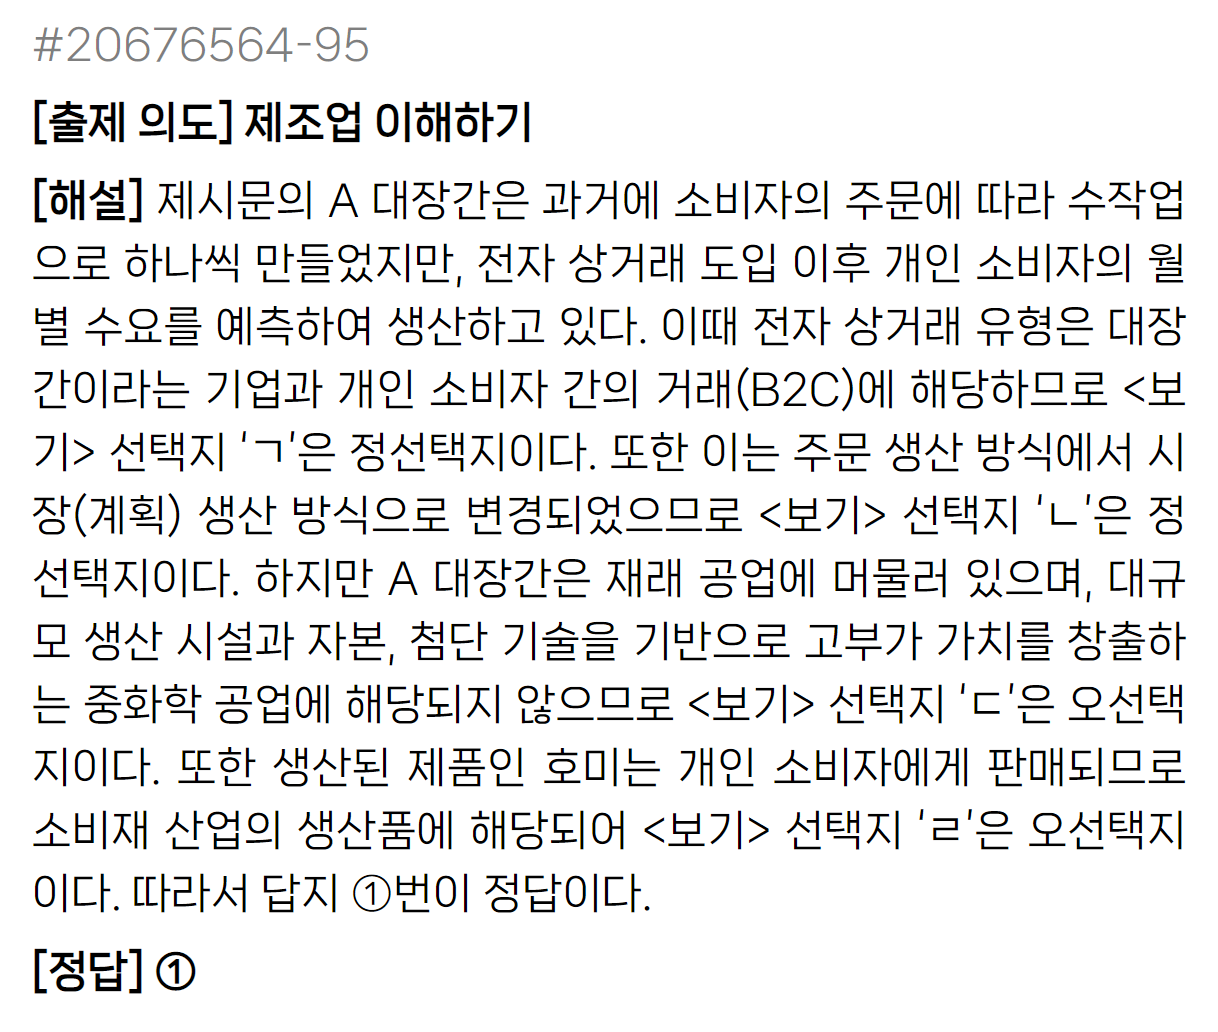 #20676564-95
[출제 의도] 제조업 이해하기
[해설] 제시문의 A 대장간은 과거에 소비자의 주문에 따라 수작업
으로 하나씩 만들었지만, 전자 상거래 도입 이후 개인 소비자의 월
별 수요를 예측하여 생산하고 있다. 이때 전자 상거래 유형은 대장
간이라는 기업과 개인 소비자 간의 거래(B2C)에 해당하므로 <보
기> 선택지 ‘ㄱ’은 정선택지이다. 또한 이는 주문 생산 방식에서 시
장(계획) 생산 방식으로 변경되었으므로 <보기> 선택지 ‘ㄴ’은 정
선택지이다. 하지만 A 대장간은 재래 공업에 머물러 있으며, 대규
모 생산 시설과 자본, 첨단 기술을 기반으로 고부가 가치를 창출하
는 중화학 공업에 해당되지 않으므로 <보기> 선택지 ‘ㄷ’은 오선택
지이다. 또한 생산된 제품인 호미는 개인 소비자에게 판매되므로
소비재 산업의 생산품에 해당되어 <보기> 선택지 ‘ㄹ’은 오선택지
이다. 따라서 답지 ①번이 정답이다.
[정답] ①